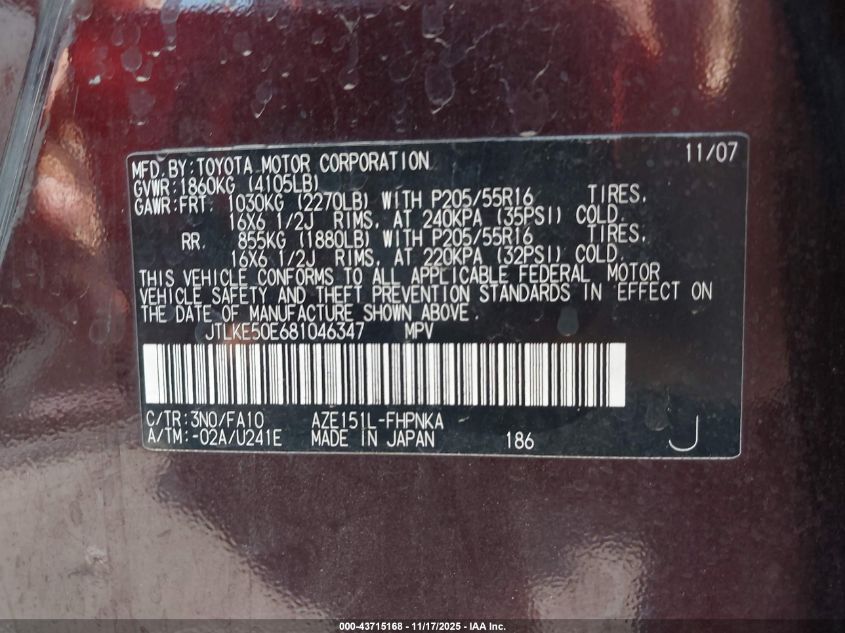 MFD. BY: TOYOTA MOTOR CORPORATION 11/07
GVWR: 1860KG (4105LB)
GAWR: FRT. 1030KG (2270LB) WITH P205/55R16 TIRES,
16X6 1/2J RIMS, AT 240KPA (35PSI) COLD.
RR. 855KG (1880LB) WITH P205/55R16 TIRES,
16X6 1/2J RIMS, AT 220KPA (32PSI) COLD.
THIS VEHICLE CONFORMS TO ALL APPLICABLE FEDERAL MOTOR
VEHICLE SAFETY AND THEFT PREVENTION STANDARDS IN EFFECT ON
THE DATE OF MANUFACTURE SHOWN ABOVE.
JTLKE50E681046347 MPV
C/TR: 3N0/FA10 AZE151L-FHPNKA
A/TM: -02A/U241E MADE IN JAPAN 186 J
000-43715168 - 11/17/2025 - IAA Inc.